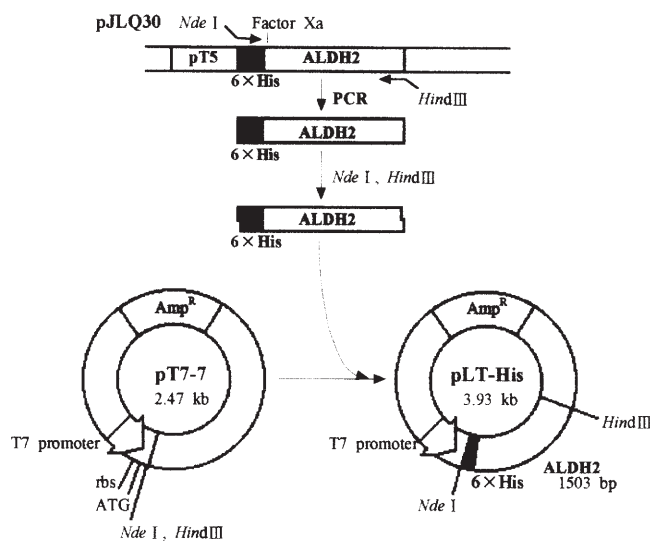 pJLQ30 Nde I Factor Xa
pT5 ALDH2
6×His HindⅢ
PCR
ALDH2
6×His
Nde I, HindⅢ
ALDH2
6×His
Amp^R
pT7-7
2.47 kb
T7 promoter
rbs
ATG
Nde I, HindⅢ
Amp^R
pLT-His
3.93 kb
HindⅢ
T7 promoter
ALDH2
6×His 1503 bp
Nde I